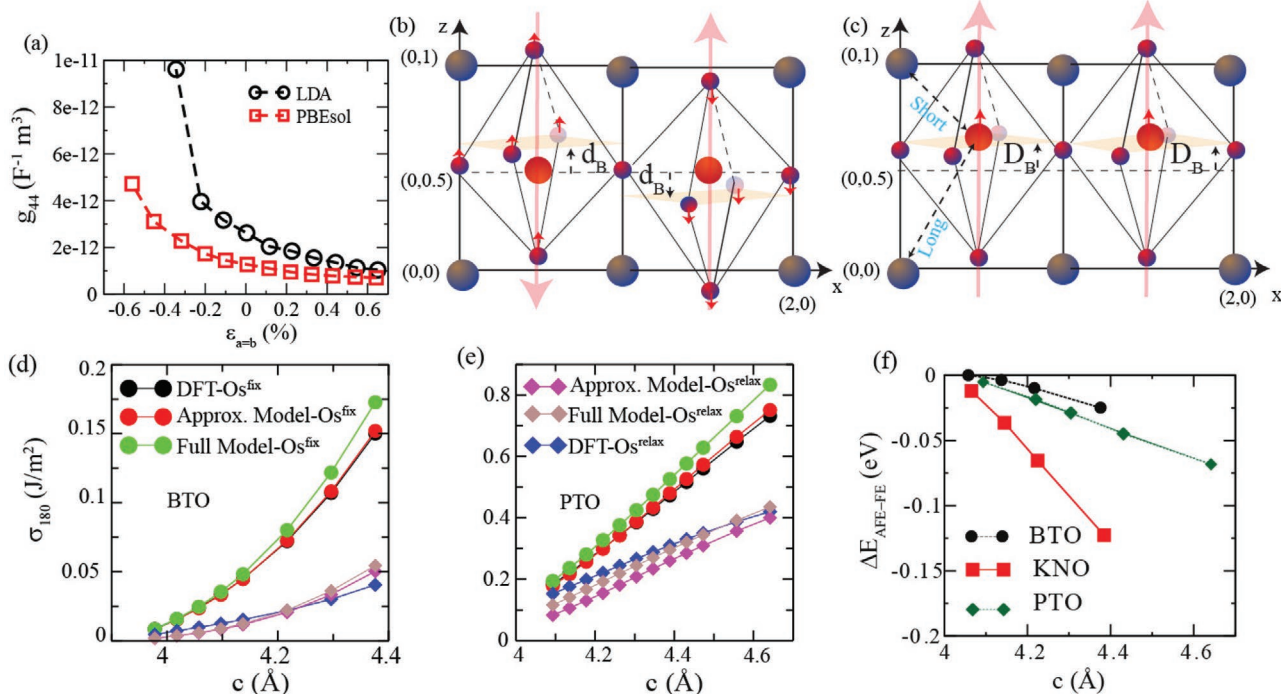 (a)
1e-11
8e-12
6e-12
4e-12
2e-12
0
g44 (F-1 m3)
LDA
PBEsol
-0.6 -0.4 -0.2 0 0.2 0.4 0.6
εa=b (%)
(b)
z
(0,1)
(0,0.5)
(0,0)
dB
dB
(2,0)
x
(c)
z
(0,1)
(0,0.5)
(0,0)
Short
Long
DB
DB
(2,0)
x
(d)
0.2
0.15
0.1
0.05
0
σ180 (J/m2)
DFT-Osfix
Approx. Model-Osfix
Full Model-Osfix
BTO
4 4.2 4.4
c (Å)
(e)
1
0.8
0.6
0.4
0.2
0
Approx. Model-Osrelax
Full Model-Osrelax
DFT-Osrelax
PTO
4 4.2 4.4 4.6
c (Å)
(f)
0
-0.05
-0.1
-0.15
-0.2
ΔEAFE-FE (eV)
BTO
KNO
PTO
4 4.2 4.4 4.6
c (Å)